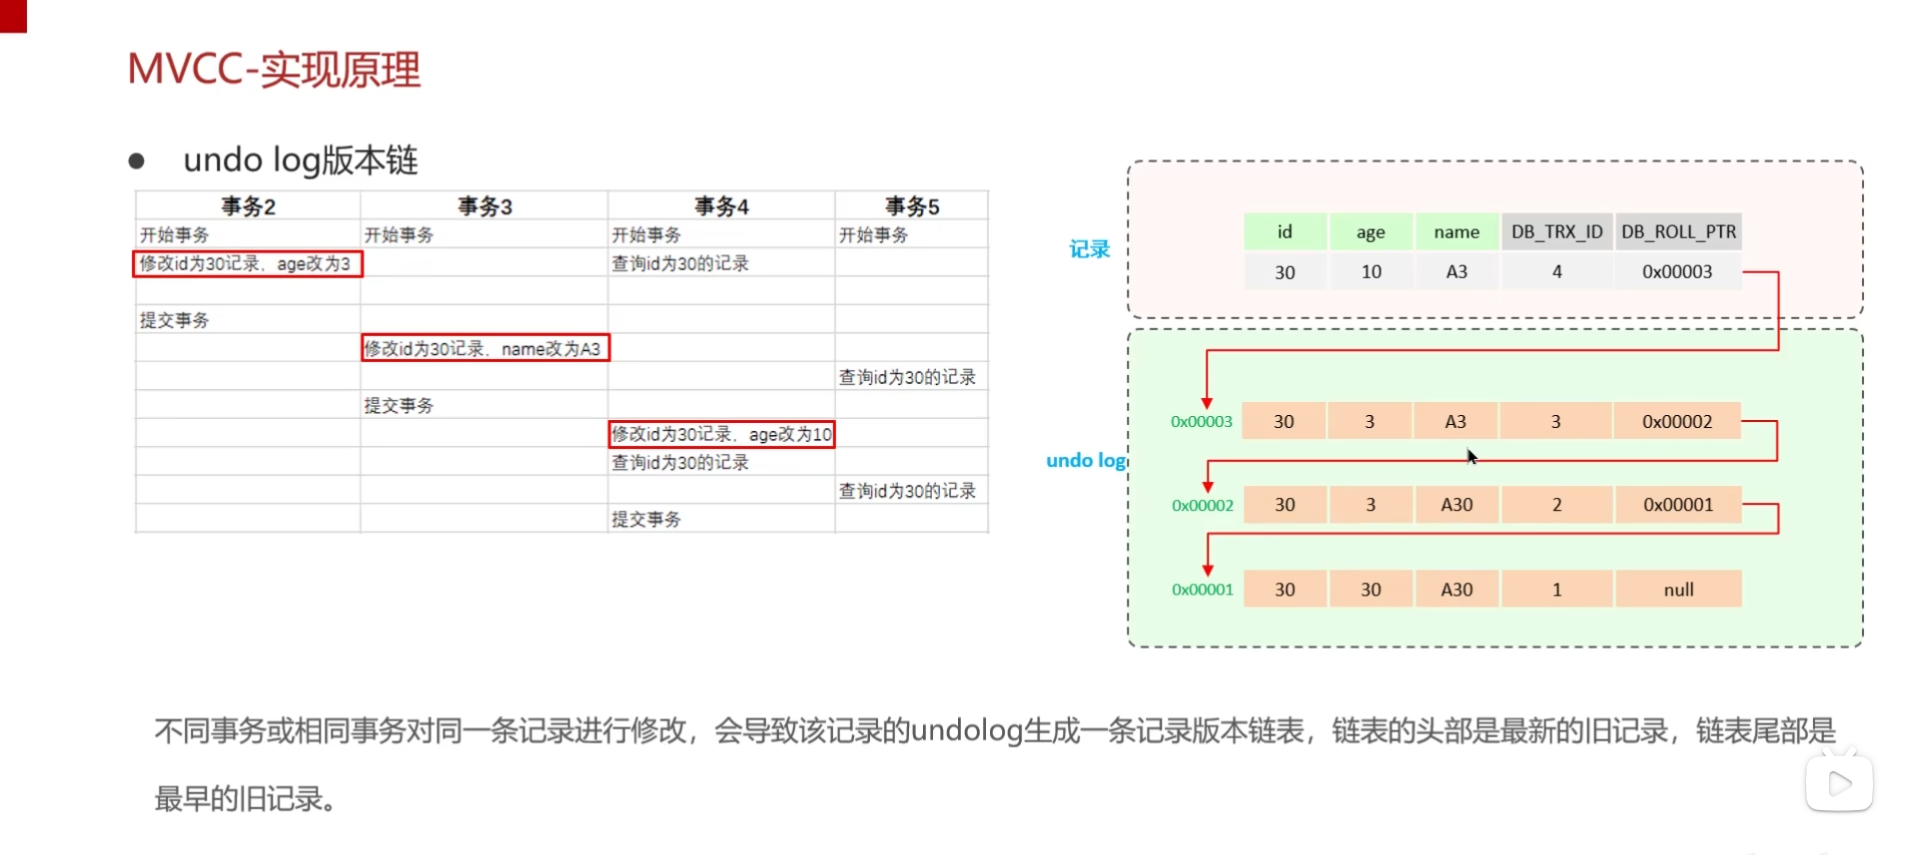 MVCC-实现原理
● undo log版本链
事务2 事务3 事务4 事务5
开始事务 开始事务 开始事务 开始事务
修改id为30记录，age改为3 查询id为30的记录
提交事务
修改id为30记录，name改为A3
查询id为30的记录
提交事务
修改id为30记录，age改为10
查询id为30的记录
查询id为30的记录
提交事务
记录
id age name DB_TRX_ID DB_ROLL_PTR
30 10 A3 4 0x00003
undo log
0x00003 30 3 A3 3 0x00002
0x00002 30 3 A30 2 0x00001
0x00001 30 30 A30 1 null
不同事务或相同事务对同一条记录进行修改，会导致该记录的undolog生成一条记录版本链表，链表的头部是最新的旧记录，链表尾部是
最早的旧记录。